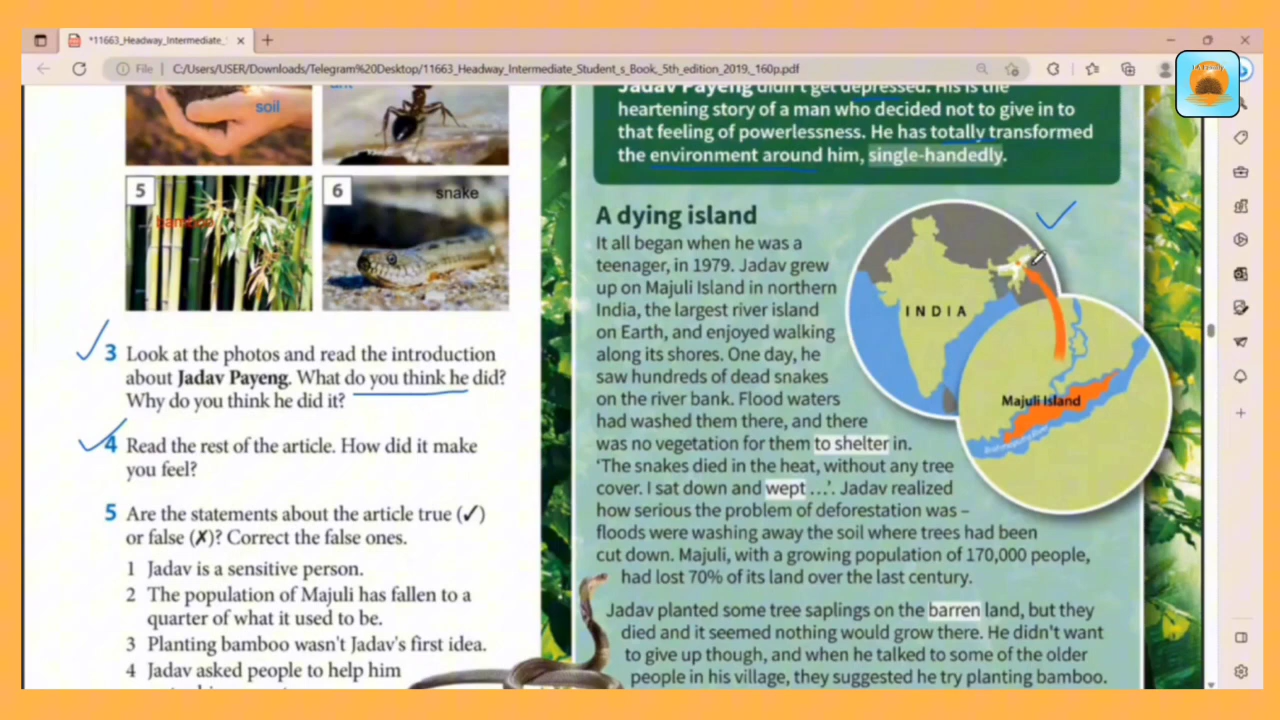 *11663_Headway_Intermediate_
File
C:/Users/USER/Downloads/Telegram%20Desktop/11663_Headway_Intermediate_Student_s_Book,_5th_edition_2019,_160p.pdf
soil
ant
5
bamboo
6
snake
3 Look at the photos and read the introduction
about Jadav Payeng. What do you think he did?
Why do you think he did it?
4 Read the rest of the article. How did it make
you feel?
5 Are the statements about the article true (✓)
or false (✗)? Correct the false ones.
1 Jadav is a sensitive person.
2 The population of Majuli has fallen to a
quarter of what it used to be.
3 Planting bamboo wasn't Jadav's first idea.
4 Jadav asked people to help him
Jadav Payeng didn't get depressed. His is the
heartening story of a man who decided not to give in to
that feeling of powerlessness. He has totally transformed
the environment around him, single-handedly.
A dying island
It all began when he was a
teenager, in 1979. Jadav grew
up on Majuli Island in northern
India, the largest river island
on Earth, and enjoyed walking
along its shores. One day, he
saw hundreds of dead snakes
on the river bank. Flood waters
had washed them there, and there
was no vegetation for them to shelter in.
'The snakes died in the heat, without any tree
cover. I sat down and wept …'. Jadav realized
how serious the problem of deforestation was –
floods were washing away the soil where trees had been
cut down. Majuli, with a growing population of 170,000 people,
had lost 70% of its land over the last century.
Jadav planted some tree saplings on the barren land, but they
died and it seemed nothing would grow there. He didn't want
to give up though, and when he talked to some of the older
people in his village, they suggested he try planting bamboo.
INDIA
Majuli Island